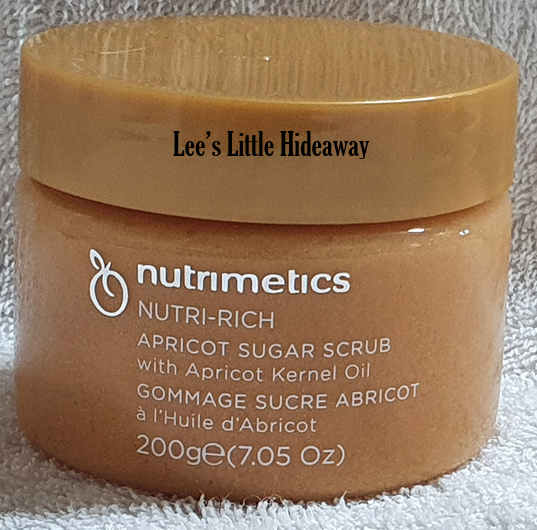 Lee's Little Hideaway
nutrimetics
NUTRI-RICH
APRICOT SUGAR SCRUB
with Apricot Kernel Oil
GOMMAGE SUCRE ABRICOT
à l'Huile d'Abricot
200g℮(7.05 Oz)